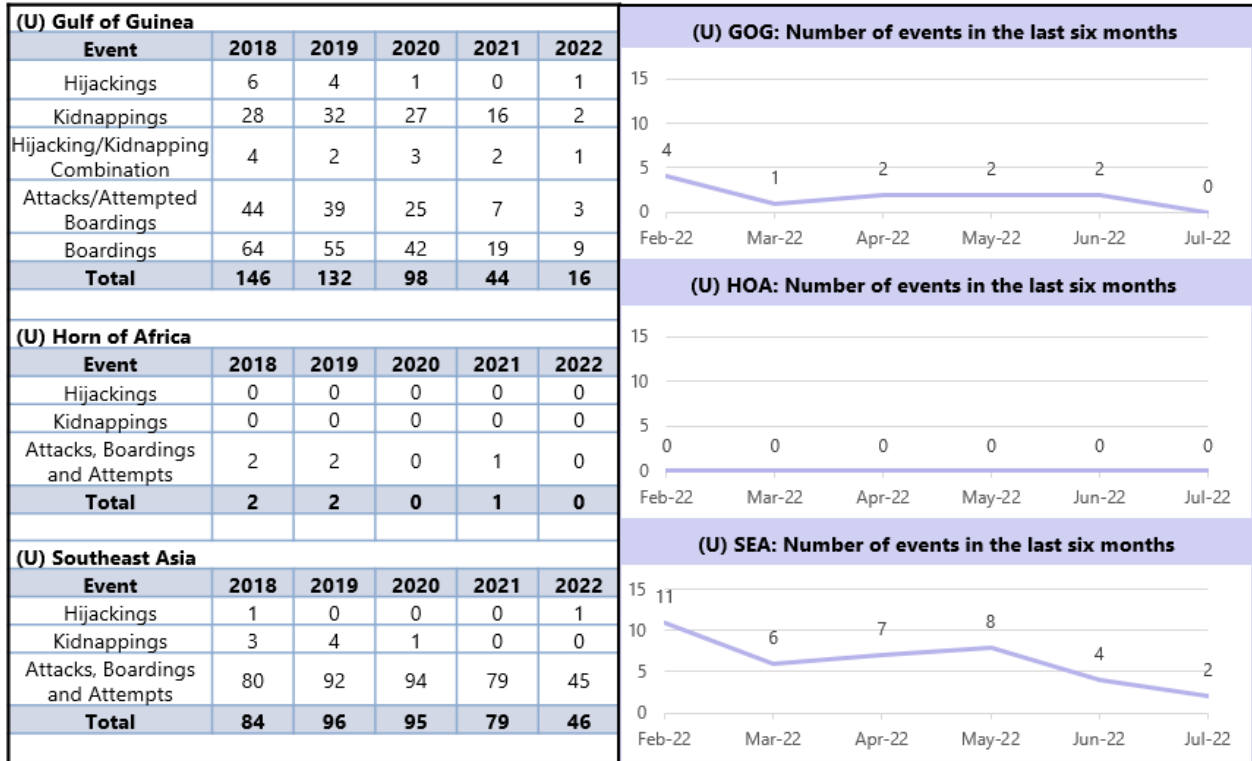 (U) Gulf of Guinea
Event 2018 2019 2020 2021 2022
Hijackings 6 4 1 0 1
Kidnappings 28 32 27 16 2
Hijacking/Kidnapping
Combination 4 2 3 2 1
Attacks/Attempted
Boardings 44 39 25 7 3
Boardings 64 55 42 19 9
Total 146 132 98 44 16
(U) Horn of Africa
Event 2018 2019 2020 2021 2022
Hijackings 0 0 0 0 0
Kidnappings 0 0 0 0 0
Attacks, Boardings
and Attempts 2 2 0 1 0
Total 2 2 0 1 0
(U) Southeast Asia
Event 2018 2019 2020 2021 2022
Hijackings 1 0 0 0 1
Kidnappings 3 4 1 0 0
Attacks, Boardings
and Attempts 80 92 94 79 45
Total 84 96 95 79 46
(U) GOG: Number of events in the last six months
15
10
5
0
4 1 2 2 2 0
Feb-22 Mar-22 Apr-22 May-22 Jun-22 Jul-22
(U) HOA: Number of events in the last six months
15
10
5
0
0 0 0 0 0 0
Feb-22 Mar-22 Apr-22 May-22 Jun-22 Jul-22
(U) SEA: Number of events in the last six months
15
10
5
0
11 6 7 8 4 2
Feb-22 Mar-22 Apr-22 May-22 Jun-22 Jul-22